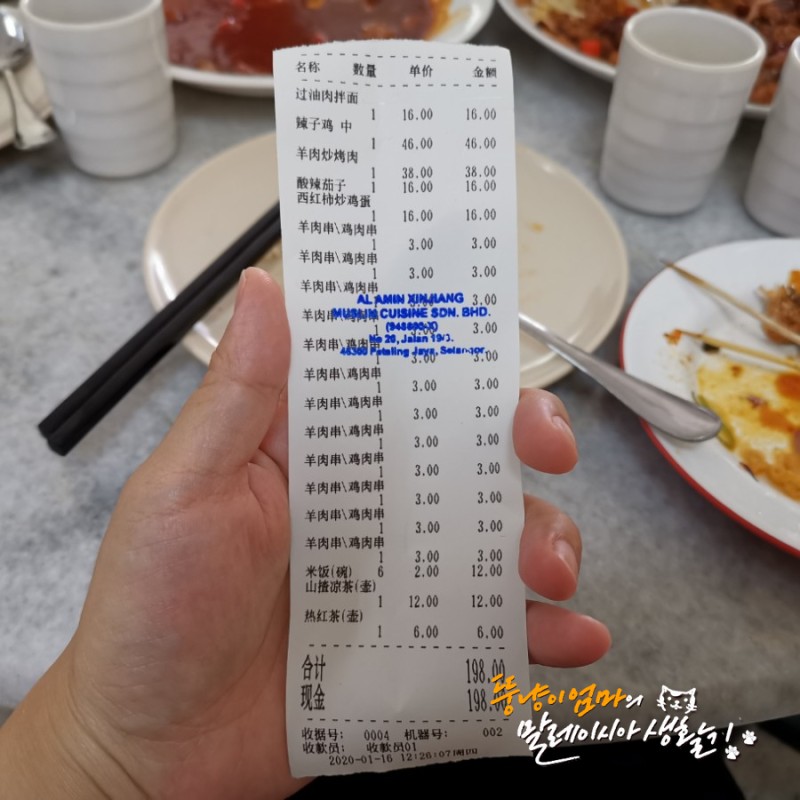 名称 数量 单价 金额
过油肉拌面
1 16.00 16.00
辣子鸡 中
1 46.00 46.00
羊肉炒烤肉
1 38.00 38.00
酸辣茄子 1 16.00 16.00
西红柿炒鸡蛋
1 16.00 16.00
羊肉串\鸡肉串
1 3.00 3.00
羊肉串\鸡肉串
1 3.00 3.00
羊肉串\鸡肉串
3.00
AL AMIN XINJIANG
羊肉串\鸡肉串
MUSLIM CUISINE SDN. BHD.
羊肉串\鸡肉串
No 20, Jalan
46300 Petaling Jaya, Selangor
3.00 3.00
羊肉串\鸡肉串
1 3.00 3.00
羊肉串\鸡肉串
1 3.00 3.00
羊肉串\鸡肉串
1 3.00 3.00
羊肉串\鸡肉串
1 3.00 3.00
羊肉串\鸡肉串
1 3.00 3.00
羊肉串\鸡肉串
1 3.00 3.00
羊肉串\鸡肉串
1 3.00 3.00
米饭(碗) 6 2.00 12.00
山楂凉茶(壶)
1 12.00 12.00
热红茶(壶)
1 6.00 6.00
合计 198.00
现金 198.00
收据号: 0004 机器号: 002
收款员: 收款员01
2020-01-16 12:26:07周四
뚱냥이엄마의
말레이시아 생활기